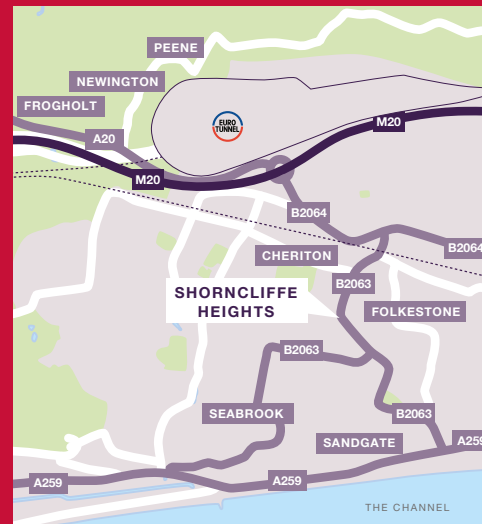 PEENE
NEWINGTON
FROGHOLT
EURO
TUNNEL
M20
A20
M20
B2064
B2064
CHERITON
B2063
SHORNCLIFFE
HEIGHTS
FOLKESTONE
B2063
SEABROOK
B2063
SANDGATE
A259
A259
A259
THE CHANNEL